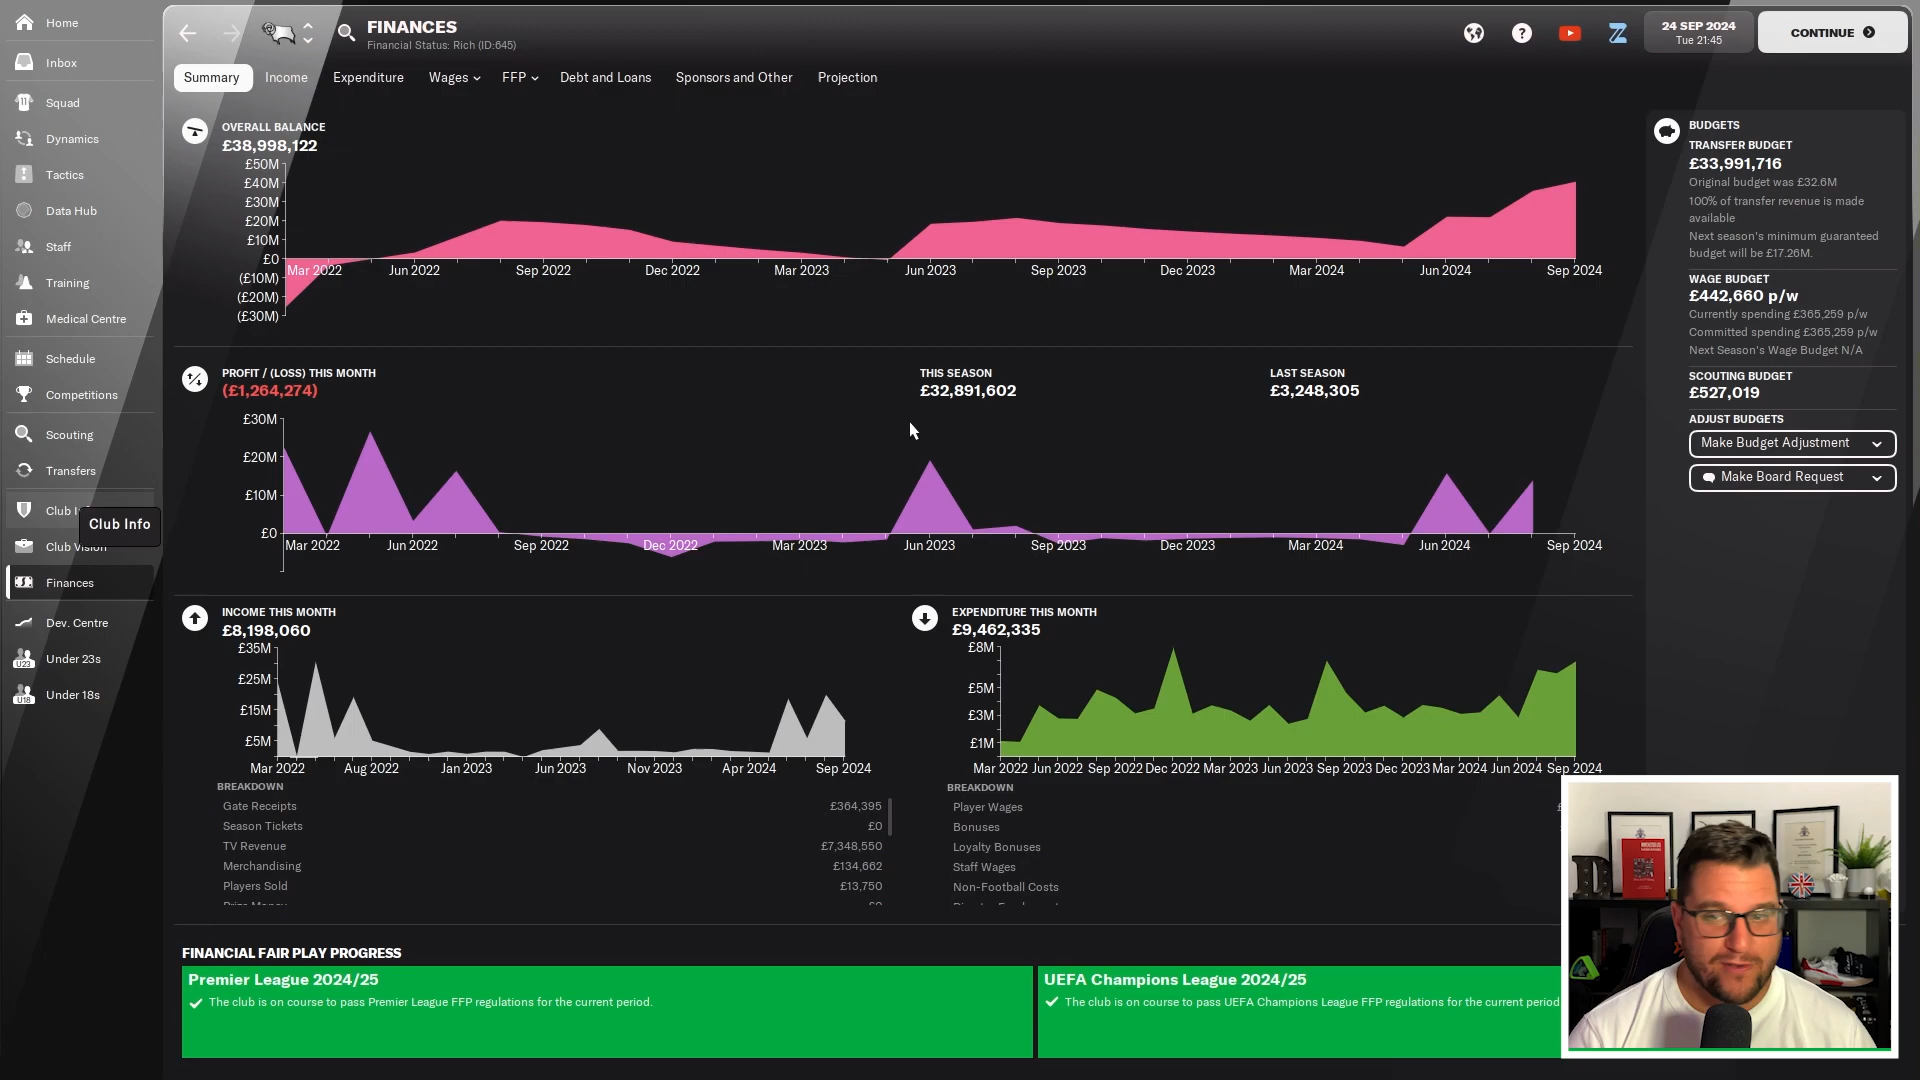 Home
Inbox
Squad
Dynamics
Tactics
Data Hub
Staff
Training
Medical Centre
Schedule
Competitions
Scouting
Transfers
Club
Club Info
Club Vision
Finances
Dev. Centre
U23
Under 23s
U18
Under 18s
FINANCES
Financial Status: Rich (ID:645)
24 SEP 2024
Tue 21:45
CONTINUE
Summary
Income
Expenditure
Wages
FFP
Debt and Loans
Sponsors and Other
Projection
OVERALL BALANCE
£38,998,122
£50M
£40M
£30M
£20M
£10M
£0
(£10M)
(£20M)
(£30M)
Mar 2022 Jun 2022 Sep 2022 Dec 2022 Mar 2023 Jun 2023 Sep 2023 Dec 2023 Mar 2024 Jun 2024 Sep 2024
PROFIT / (LOSS) THIS MONTH
(£1,264,274)
THIS SEASON
£32,891,602
LAST SEASON
£3,248,305
£30M
£20M
£10M
£0
Mar 2022 Jun 2022 Sep 2022 Dec 2022 Mar 2023 Jun 2023 Sep 2023 Dec 2023 Mar 2024 Jun 2024 Sep 2024
INCOME THIS MONTH
£8,198,060
£35M
£25M
£15M
£5M
Mar 2022 Aug 2022 Jan 2023 Jun 2023 Nov 2023 Apr 2024 Sep 2024
BREAKDOWN
Gate Receipts £364,395
Season Tickets £0
TV Revenue £7,348,550
Merchandising £134,662
Players Sold £13,750
EXPENDITURE THIS MONTH
£9,462,335
£8M
£5M
£3M
£1M
Mar 2022 Jun 2022 Sep 2022 Dec 2022 Mar 2023 Jun 2023 Sep 2023 Dec 2023 Mar 2024 Jun 2024 Sep 2024
BREAKDOWN
Player Wages
Bonuses
Loyalty Bonuses
Staff Wages
Non-Football Costs
FINANCIAL FAIR PLAY PROGRESS
Premier League 2024/25
The club is on course to pass Premier League FFP regulations for the current period.
UEFA Champions League 2024/25
The club is on course to pass UEFA Champions League FFP regulations for the current period
BUDGETS
TRANSFER BUDGET
£33,991,716
Original budget was £32.6M
100% of transfer revenue is made
available
Next season's minimum guaranteed
budget will be £17.26M.
WAGE BUDGET
£442,660 p/w
Currently spending £365,259 p/w
Committed spending £365,259 p/w
Next Season's Wage Budget N/A
SCOUTING BUDGET
£527,019
ADJUST BUDGETS
Make Budget Adjustment
Make Board Request